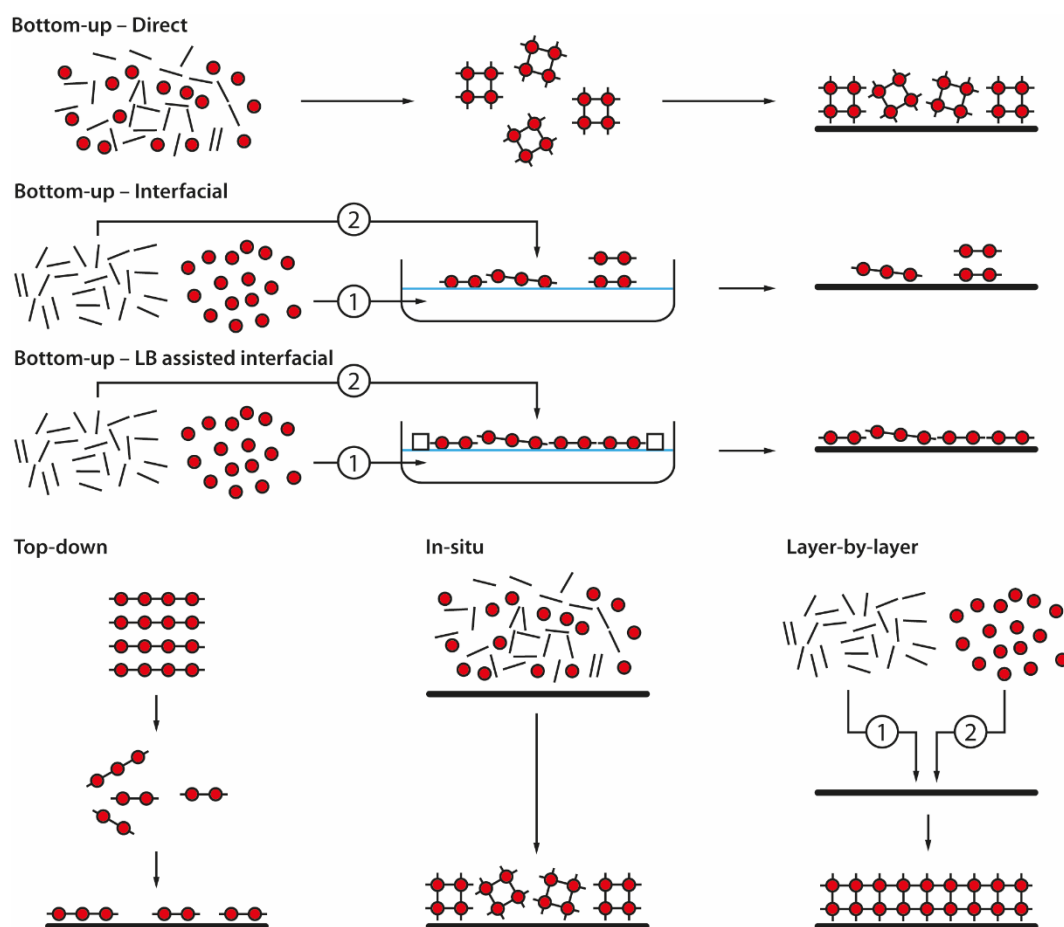 Bottom-up – Direct
Bottom-up – Interfacial
2
1
Bottom-up – LB assisted interfacial
2
1
Top-down
In-situ
Layer-by-layer
1
2